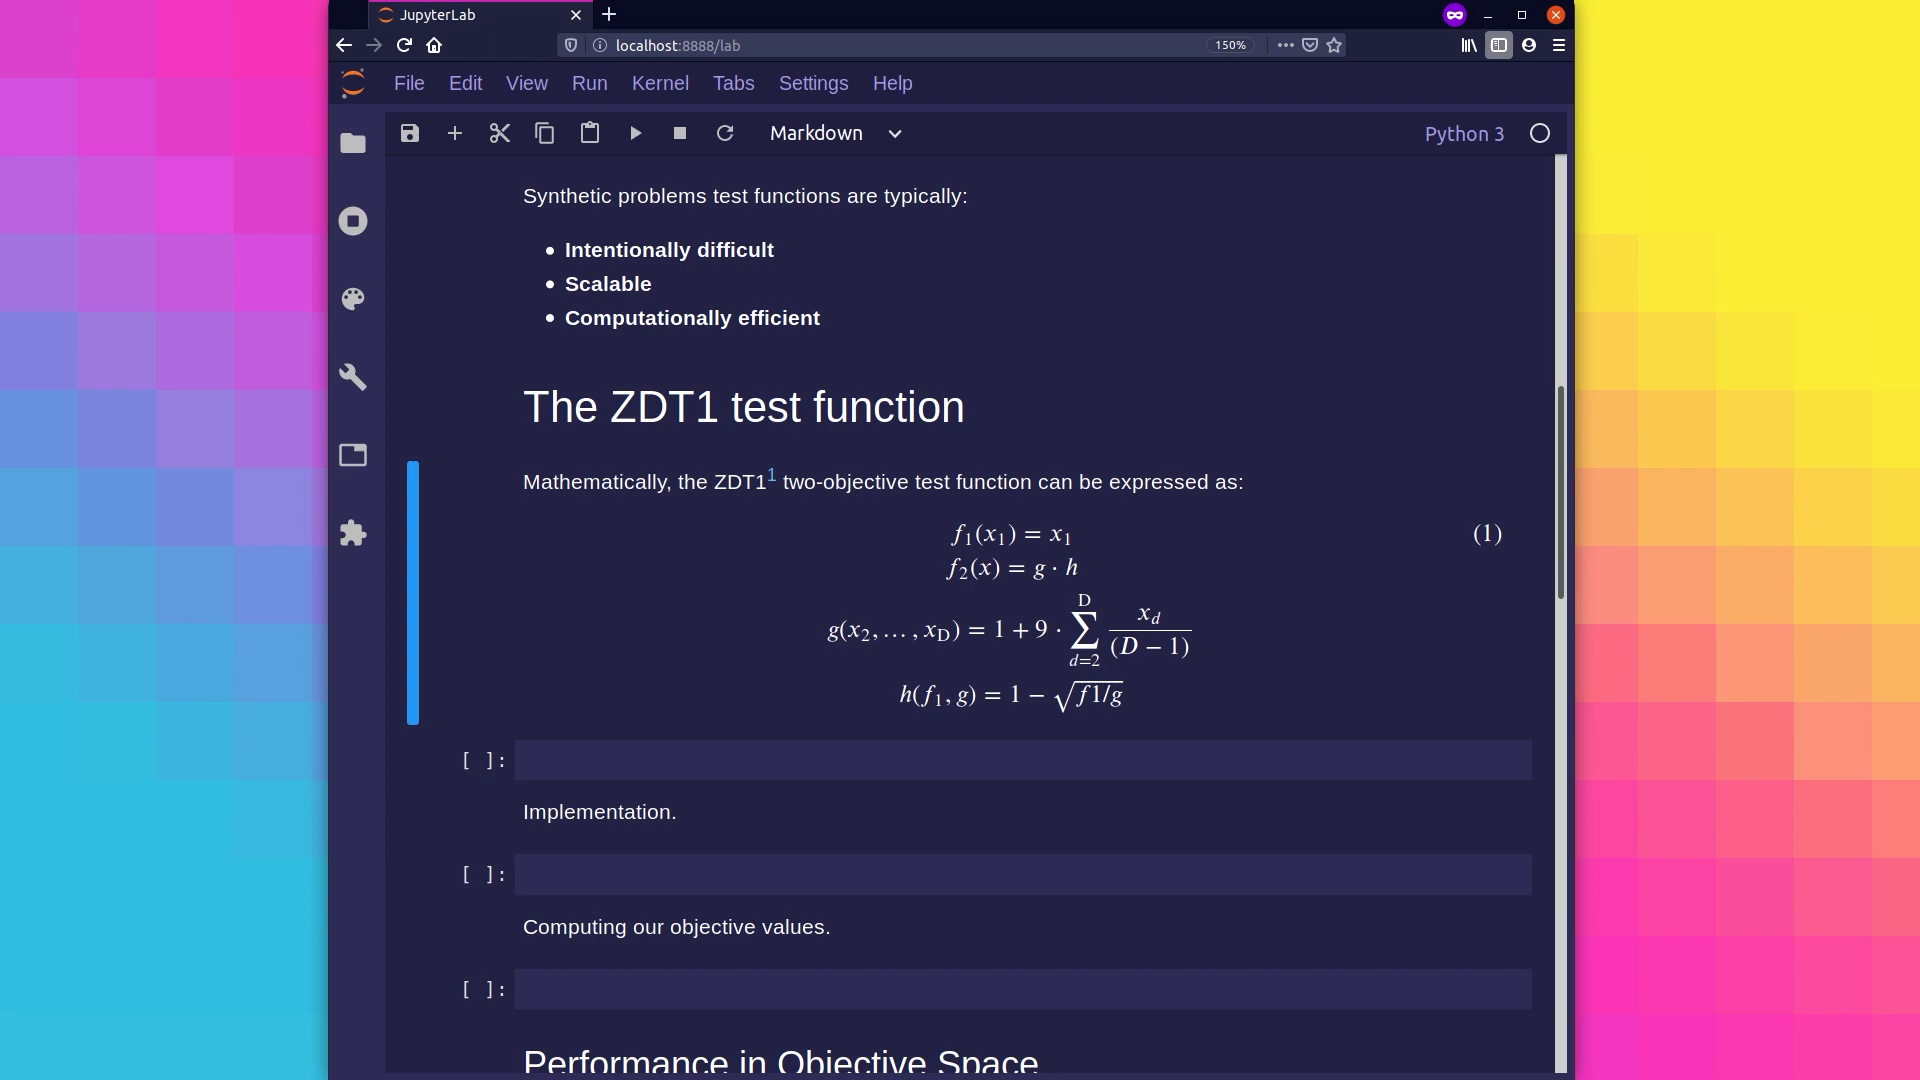 JupyterLab
localhost:8888/lab
150%
File Edit View Run Kernel Tabs Settings Help
Markdown
Python 3
Synthetic problems test functions are typically:
• Intentionally difficult
• Scalable
• Computationally efficient
The ZDT1 test function
Mathematically, the ZDT1¹ two-objective test function can be expressed as:
f₁(x₁) = x₁ (1)
f₂(x) = g · h
g(x₂, … , x_D) = 1 + 9 · ∑_{d=2}^{D} x_d / (D − 1)
h(f₁, g) = 1 − √(f1/g)
[ ]:
Implementation.
[ ]:
Computing our objective values.
[ ]:
Performance in Objective Space